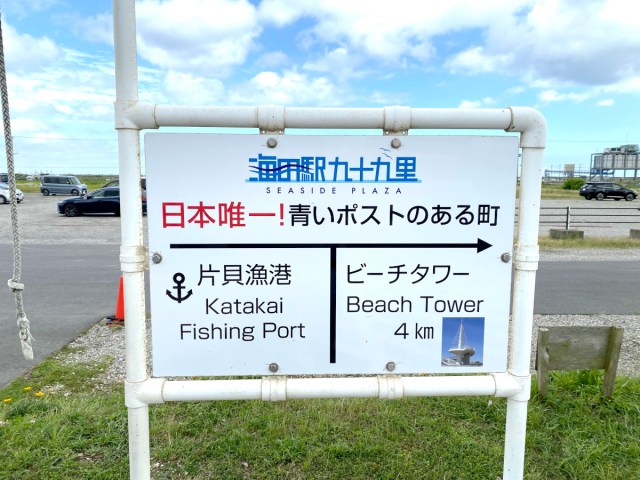 海の駅九十九里
SEASIDE PLAZA
日本唯一!青いポストのある町
片貝漁港
Katakai
Fishing Port
ビーチタワー
Beach Tower
4km